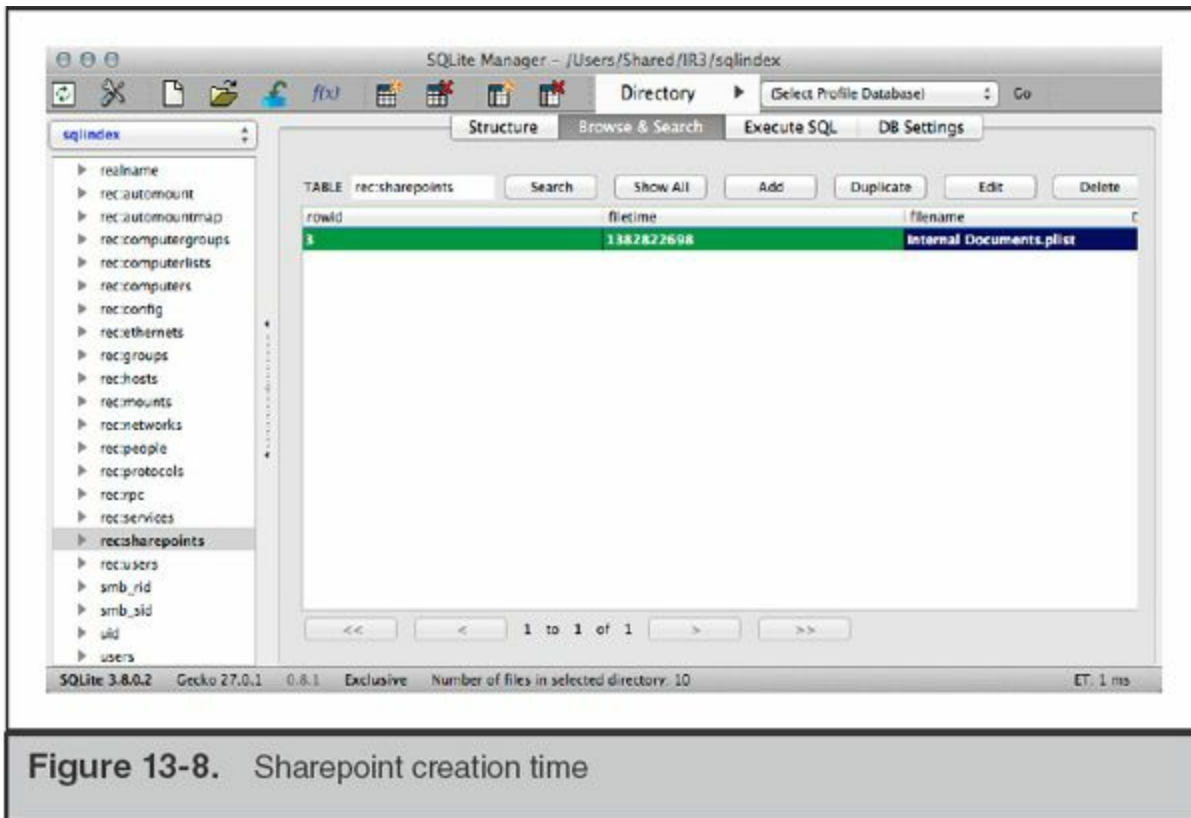 SQLite Manager - /Users/Shared/IR3/sqlindex
f(x)
Directory
(Select Profile Database)
Go
sqlindex
Structure
Browse & Search
Execute SQL
DB Settings
realname
rec:automount
rec:automountmap
rec:computergroups
rec:computerlists
rec:computers
rec:config
rec:ethernets
rec:groups
rec:hosts
rec:mounts
rec:networks
rec:people
rec:protocols
rec:rpc
rec:services
rec:sharepoints
rec:users
smb_rid
smb_sid
uid
users
TABLE rec:sharepoints Search Show All Add Duplicate Edit Delete
rowid filetime filename
3 1382822698 Internal Documents.plist
<< < 1 to 1 of 1 > >>
SQLite 3.8.0.2 Gecko 27.0.1 0.8.1 Exclusive Number of files in selected directory: 10 ET: 1 ms
Figure 13-8. Sharepoint creation time